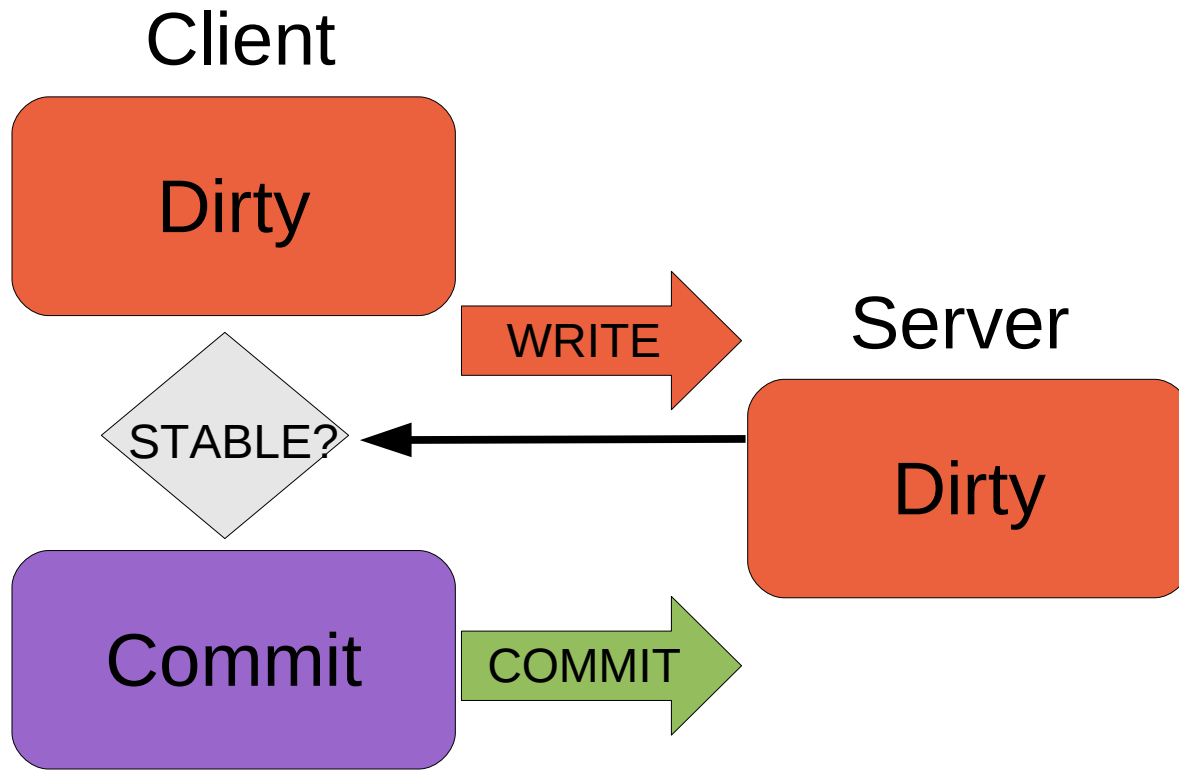 Client
Dirty
WRITE
Server
STABLE?
Dirty
Commit
COMMIT